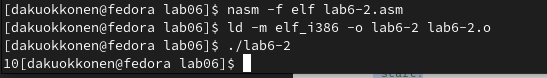 [dakuokkonen@fedora lab06]$ nasm -f elf lab6-2.asm
[dakuokkonen@fedora lab06]$ ld -m elf_i386 -o lab6-2 lab6-2.o
[dakuokkonen@fedora lab06]$ ./lab6-2
10[dakuokkonen@fedora lab06]$